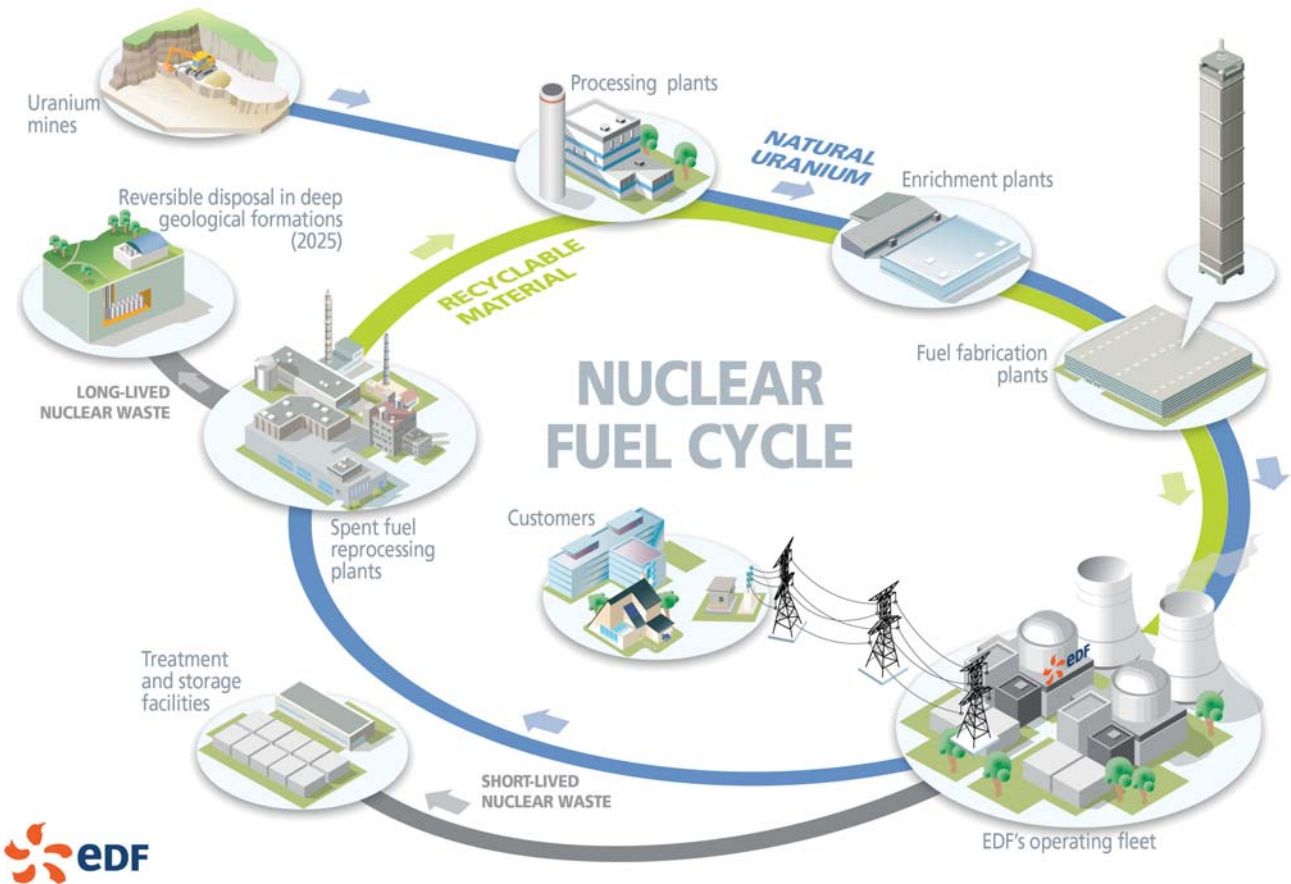 Uranium
mines
Processing plants
NATURAL
URANIUM
Enrichment plants
Reversible disposal in deep
geological formations
(2025)
RECYCLABLE
MATERIAL
Fuel fabrication
plants
LONG-LIVED
NUCLEAR WASTE
NUCLEAR
FUEL CYCLE
Spent fuel
reprocessing
plants
Customers
edF
Treatment
and storage
facilities
SHORT-LIVED
NUCLEAR WASTE
EDF's operating fleet
edF